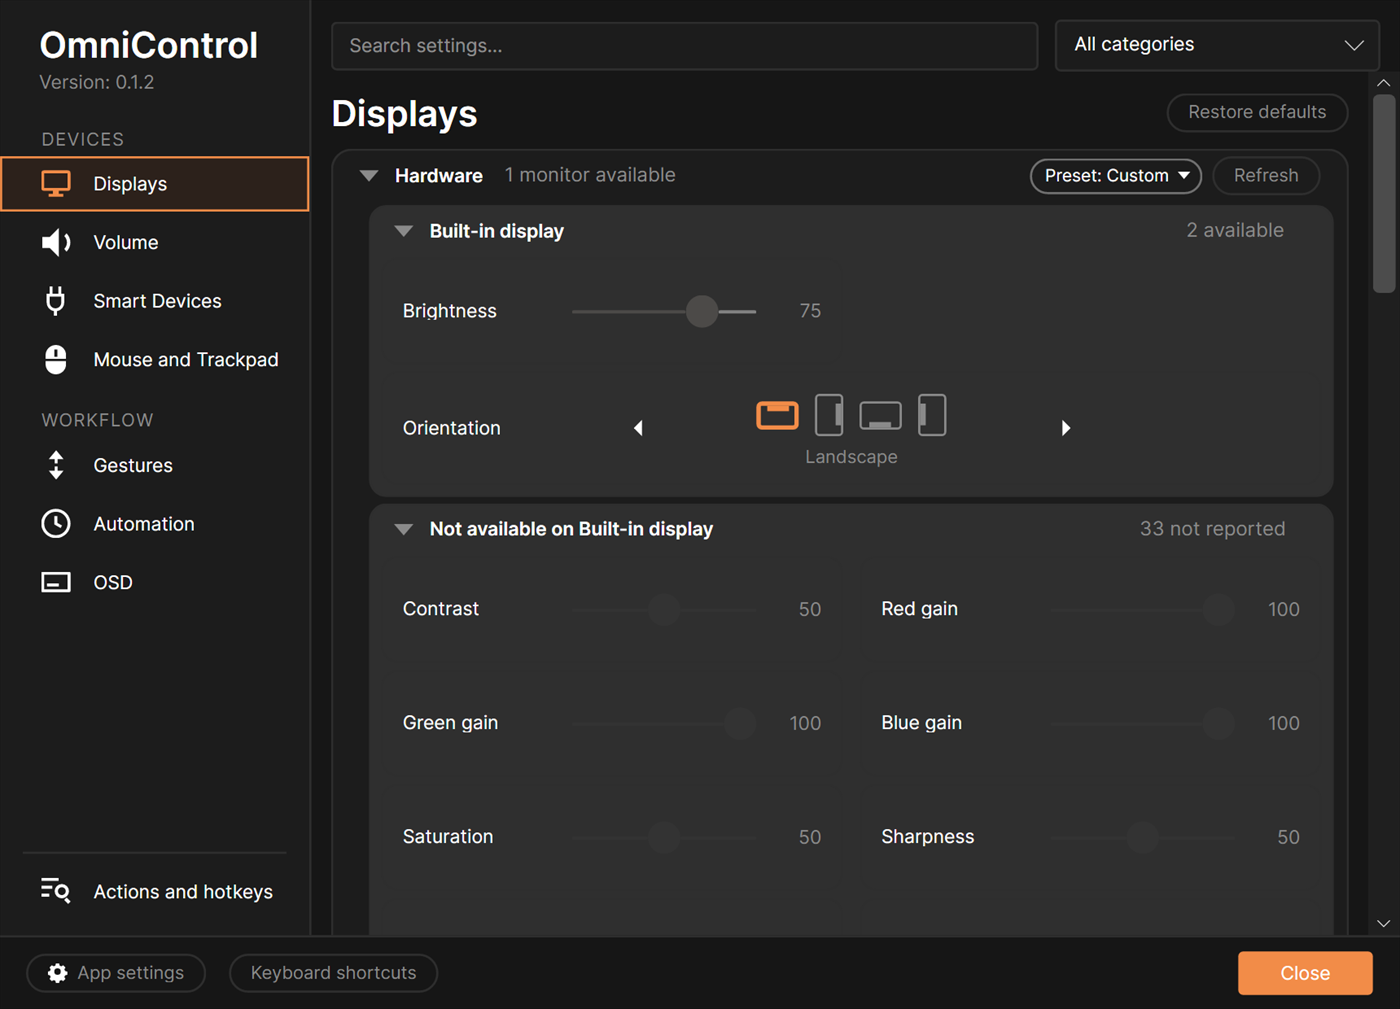 OmniControl
Version: 0.1.2
DEVICES
Displays
Volume
Smart Devices
Mouse and Trackpad
WORKFLOW
Gestures
Automation
OSD
Actions and hotkeys
Search settings...
All categories
Displays
Restore defaults
Hardware 1 monitor available
Preset: Custom
Refresh
Built-in display
2 available
Brightness 75
Orientation
Landscape
Not available on Built-in display
33 not reported
Contrast 50
Red gain 100
Green gain 100
Blue gain 100
Saturation 50
Sharpness 50
App settings
Keyboard shortcuts
Close